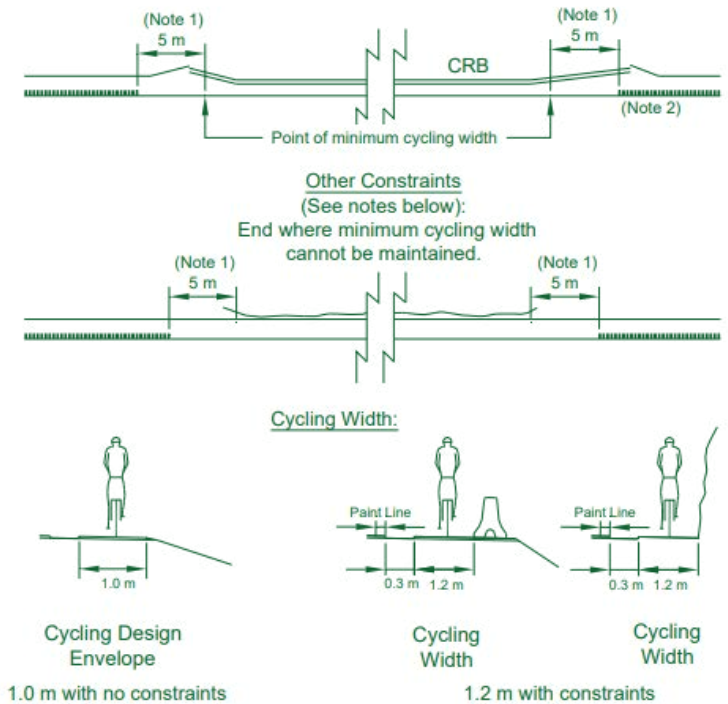 (Note 1)
5 m
(Note 1)
5 m
CRB
(Note 2)
Point of minimum cycling width
Other Constraints
(See notes below):
End where minimum cycling width
cannot be maintained.
(Note 1)
5 m
(Note 1)
5 m
Cycling Width:
Paint Line
Paint Line
1.0 m
0.3 m 1.2 m
0.3 m 1.2 m
Cycling Design
Envelope
Cycling
Width
Cycling
Width
1.0 m with no constraints
1.2 m with constraints